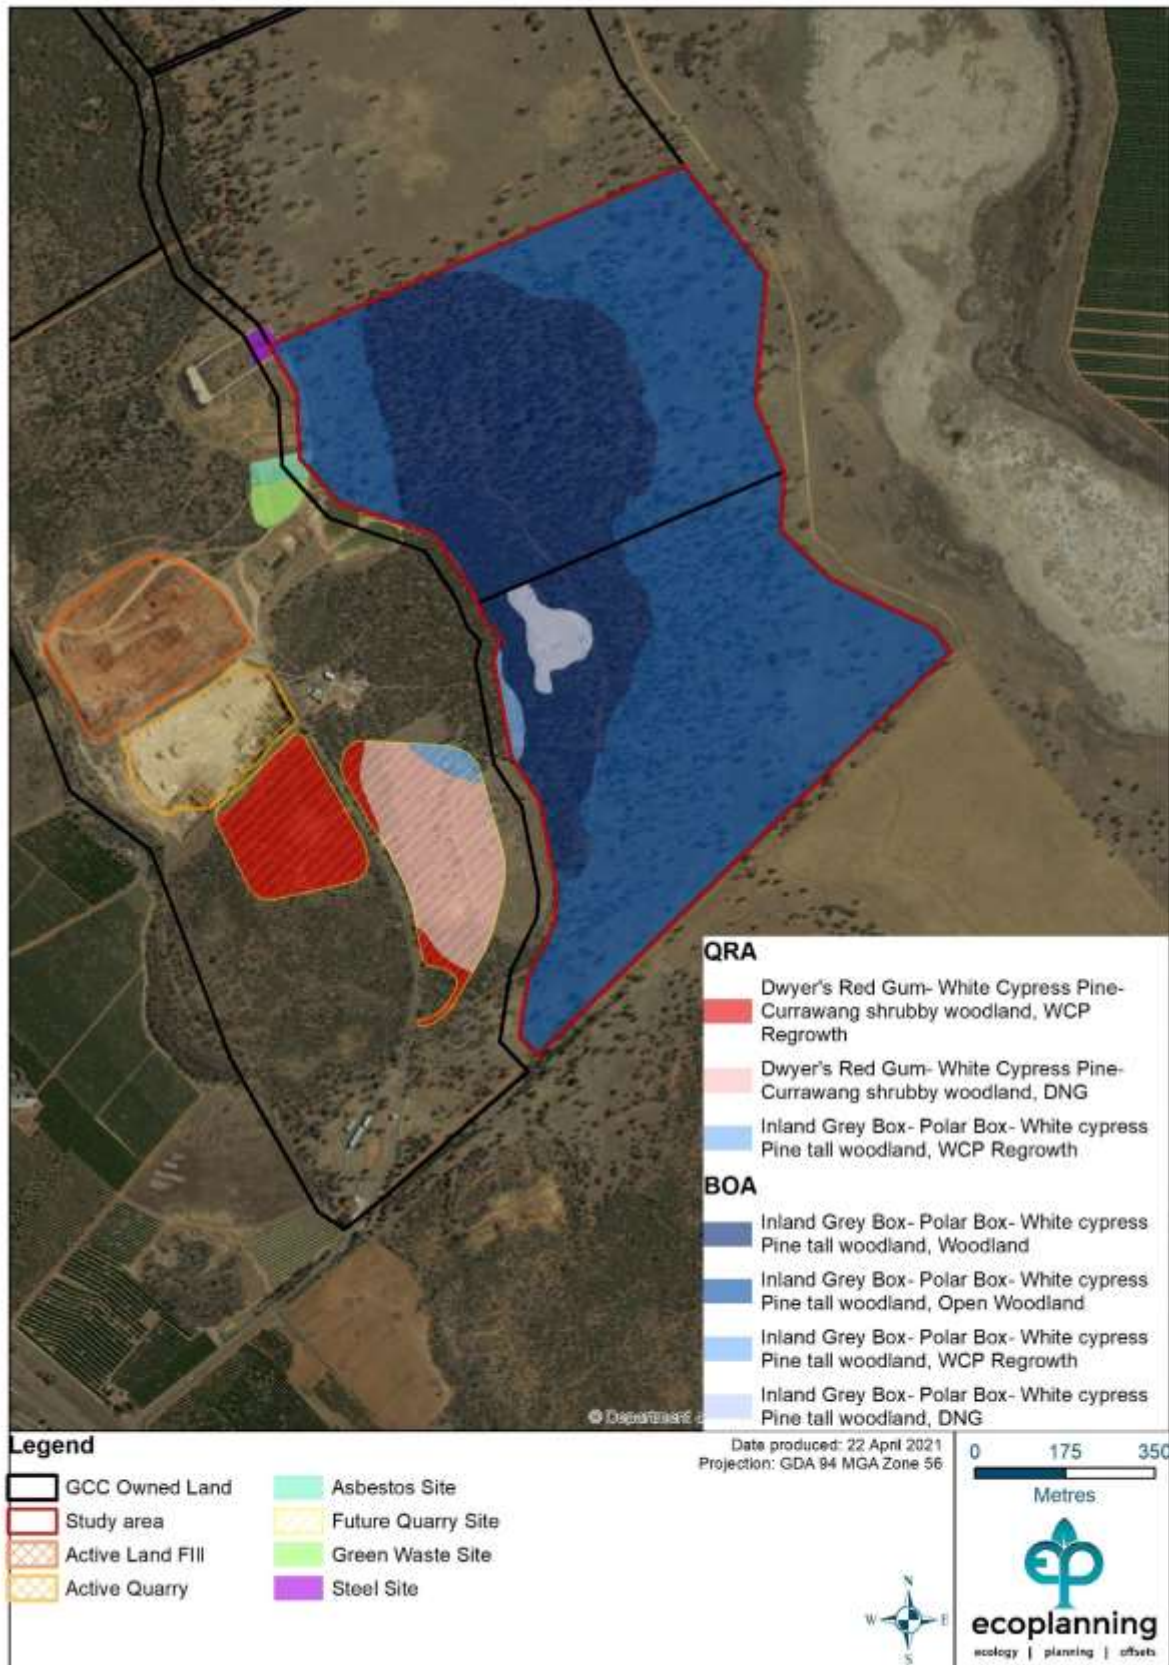 QRA
Dwyer's Red Gum- White Cypress Pine-
Currawang shrubby woodland, WCP
Regrowth
Dwyer's Red Gum- White Cypress Pine-
Currawang shrubby woodland, DNG
Inland Grey Box- Polar Box- White cypress
Pine tall woodland, WCP Regrowth
BOA
Inland Grey Box- Polar Box- White cypress
Pine tall woodland, Woodland
Inland Grey Box- Polar Box- White cypress
Pine tall woodland, Open Woodland
Inland Grey Box- Polar Box- White cypress
Pine tall woodland, WCP Regrowth
Inland Grey Box- Polar Box- White cypress
Pine tall woodland, DNG
© Department
Legend
GCC Owned Land
Study area
Active Land FIll
Active Quarry
Asbestos Site
Future Quarry Site
Green Waste Site
Steel Site
Date produced: 22 April 2021
Projection: GDA 94 MGA Zone 56
N
W E
S
0 175 350
Metres
ep
ecoplanning
ecology | planning | offsets